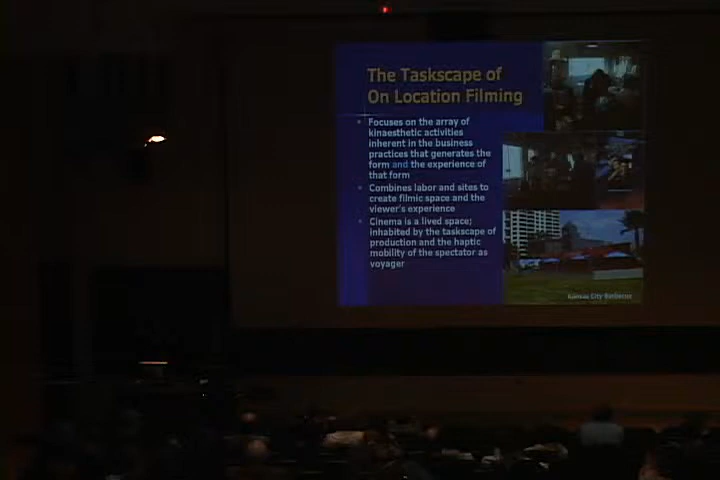 The Taskscape of
On Location Filming
Focuses on the array of
kinaesthetic activities
inherent in the business
practices that generates the
form and the experience of
that form
Combines labor and sites to
create filmic space and the
viewer's experience
Cinema is a lived space;
inhabited by the taskscape of
production and the haptic
mobility of the spectator as
voyager
Kansas City Barbecue